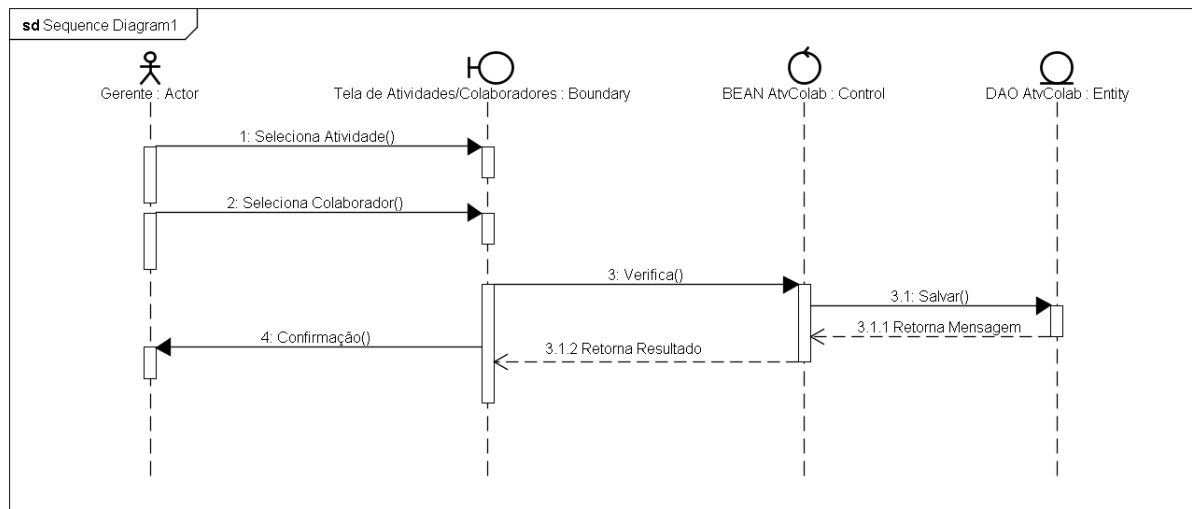 sd Sequence Diagram1
Gerente : Actor
Tela de Atividades/Colaboradores : Boundary
BEAN AtvColab : Control
DAO AtvColab : Entity
1: Seleciona Atividade()
2: Seleciona Colaborador()
3: Verifica()
3.1: Salvar()
3.1.1 Retorna Mensagem
4: Confirmação()
3.1.2 Retorna Resultado